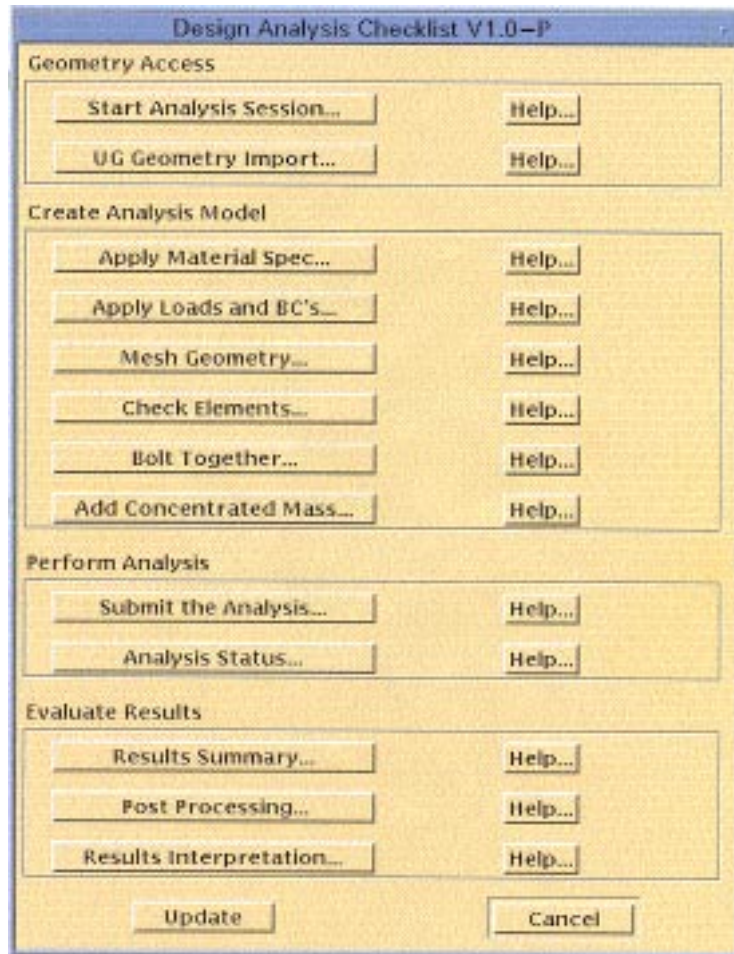 Design Analysis Checklist V1.0-P
Geometry Access
Start Analysis Session... Help...
UG Geometry Import... Help...
Create Analysis Model
Apply Material Spec... Help...
Apply Loads and BC's... Help...
Mesh Geometry... Help...
Check Elements... Help...
Bolt Together... Help...
Add Concentrated Mass... Help...
Perform Analysis
Submit the Analysis... Help...
Analysis Status... Help...
Evaluate Results
Results Summary... Help...
Post Processing... Help...
Results Interpretation... Help...
Update Cancel